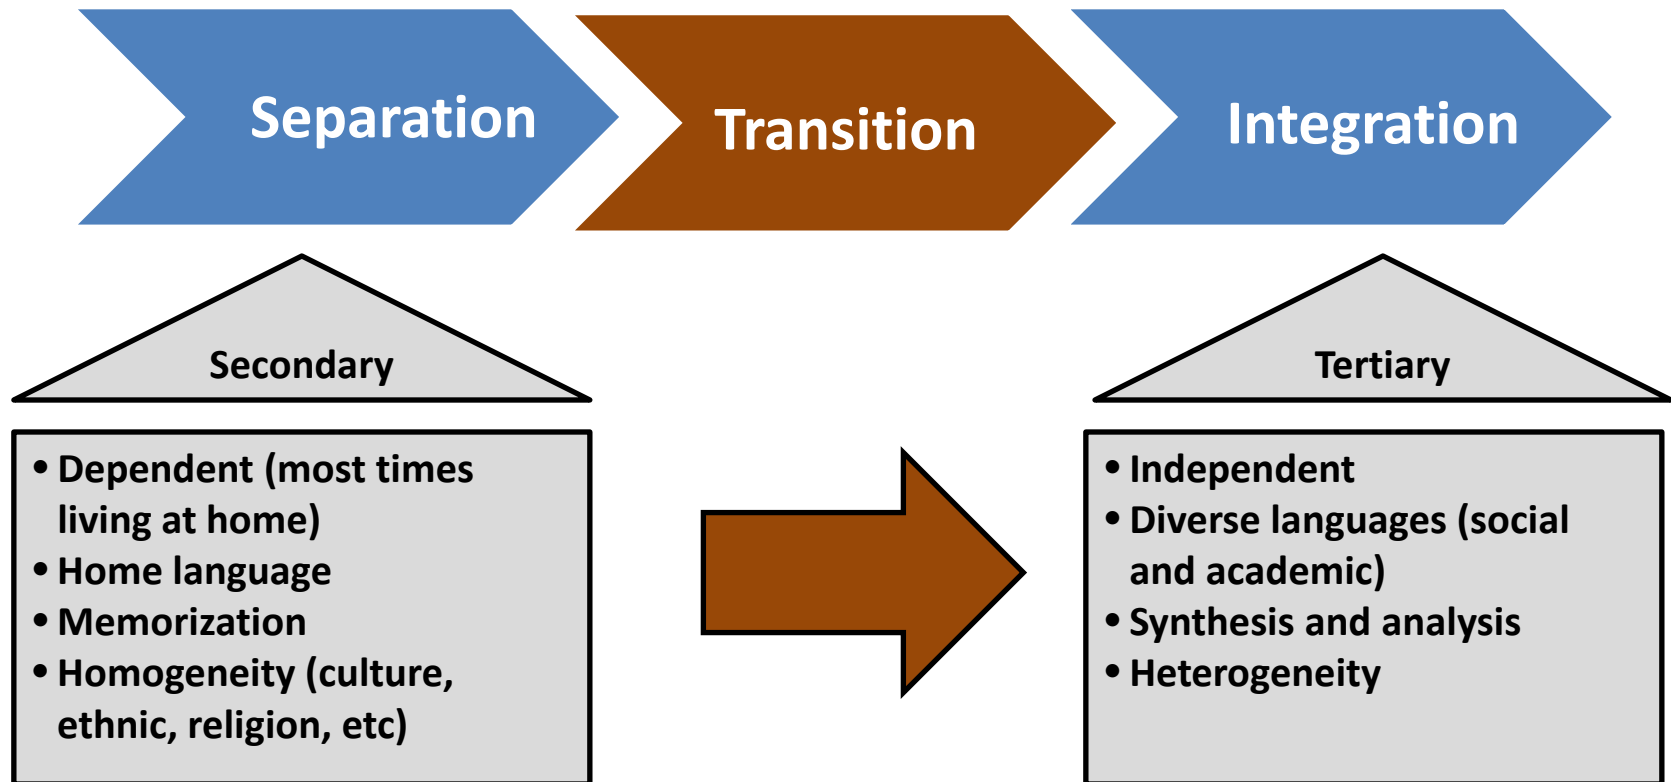 Separation
Transition
Integration
Secondary
• Dependent (most times
living at home)
• Home language
• Memorization
• Homogeneity (culture,
ethnic, religion, etc)
Tertiary
• Independent
• Diverse languages (social
and academic)
• Synthesis and analysis
• Heterogeneity